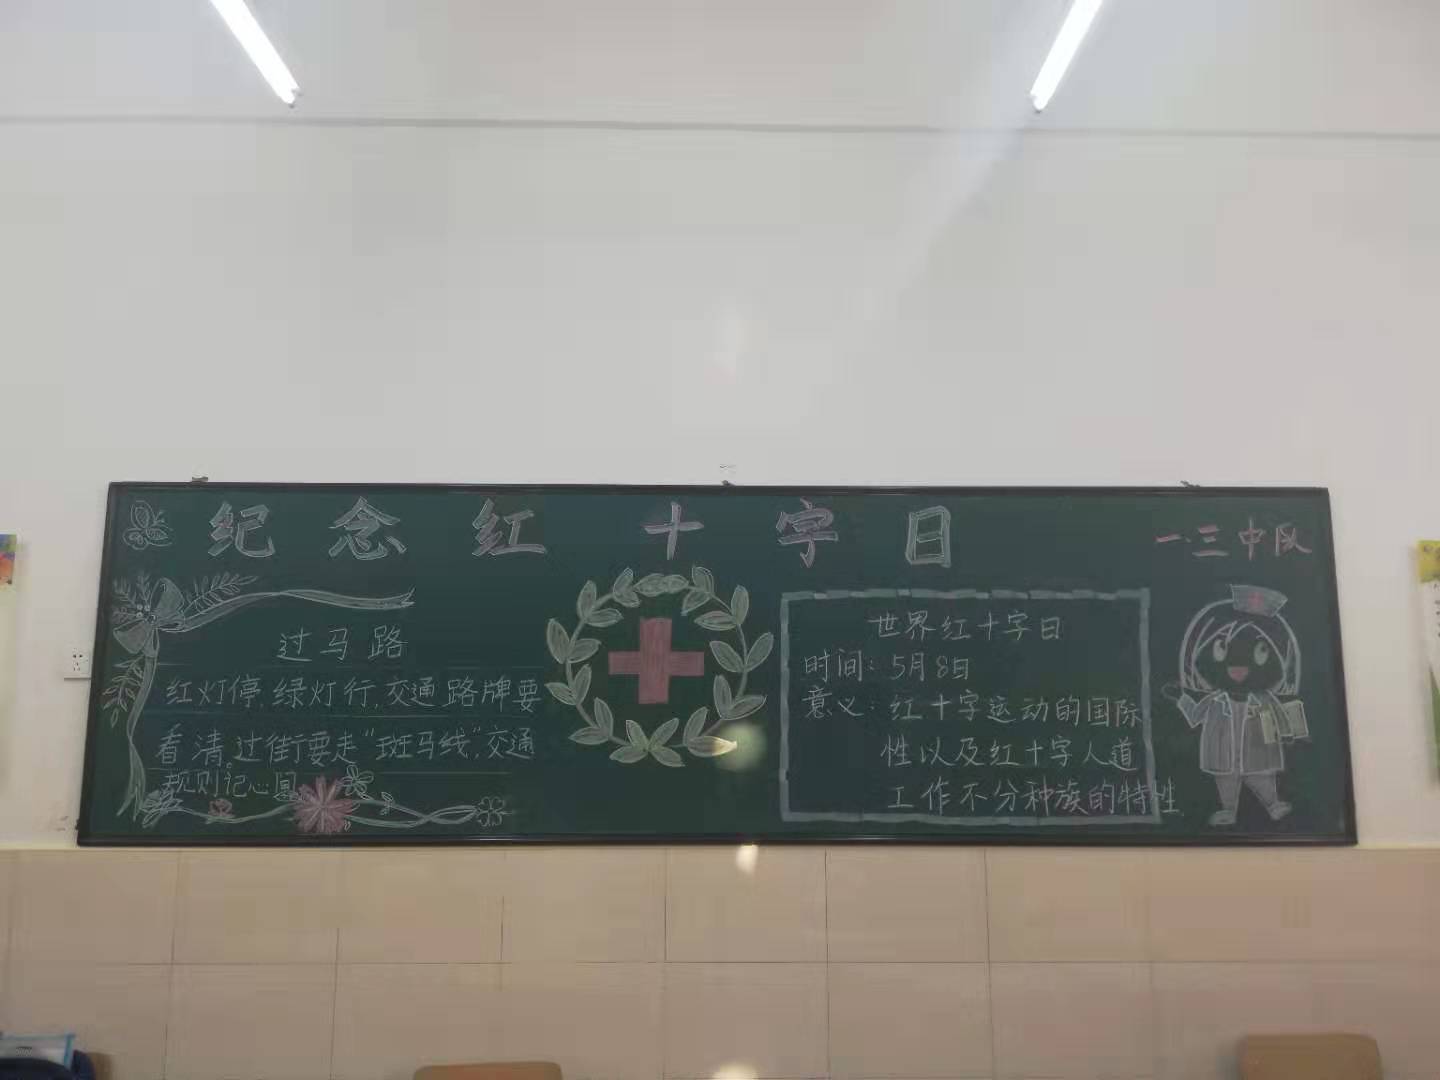 纪念红十字日
一.三中队
过马路
红灯停,绿灯行,交通路牌要
看清。过街要走“斑马线”,交通
规则记心间
世界红十字日
时间:5月8日
意义:红十字运动的国际
性以及红十字人道
工作不分种族的特性